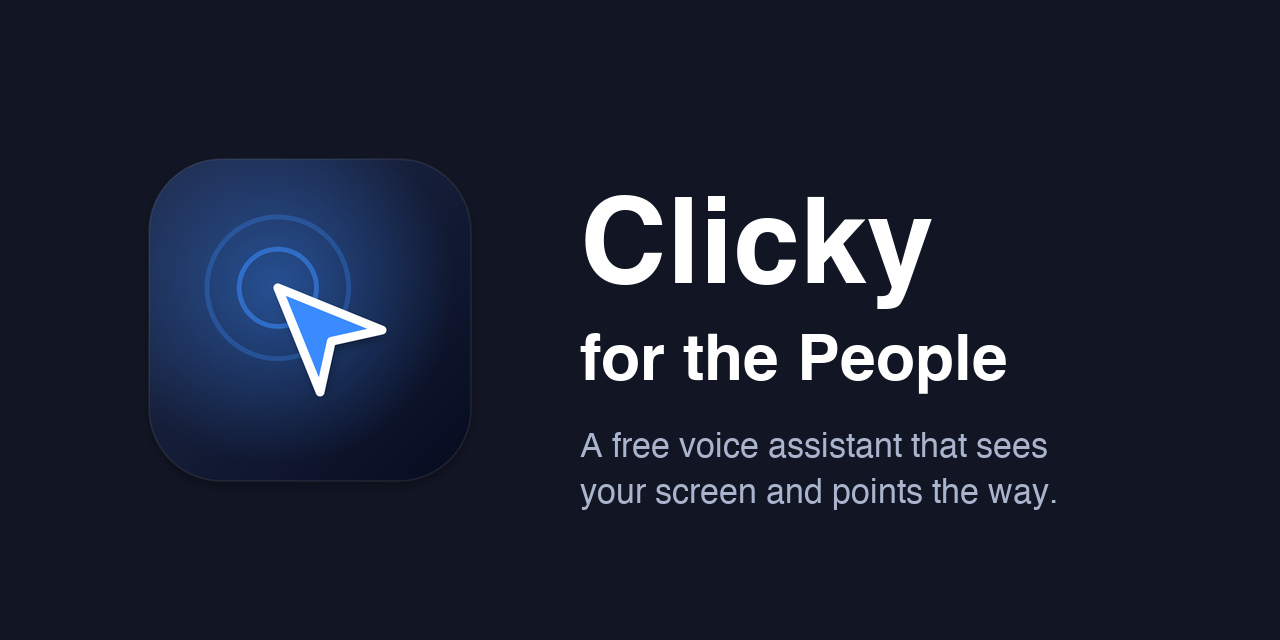 Clicky
for the People
A free voice assistant that sees
your screen and points the way.